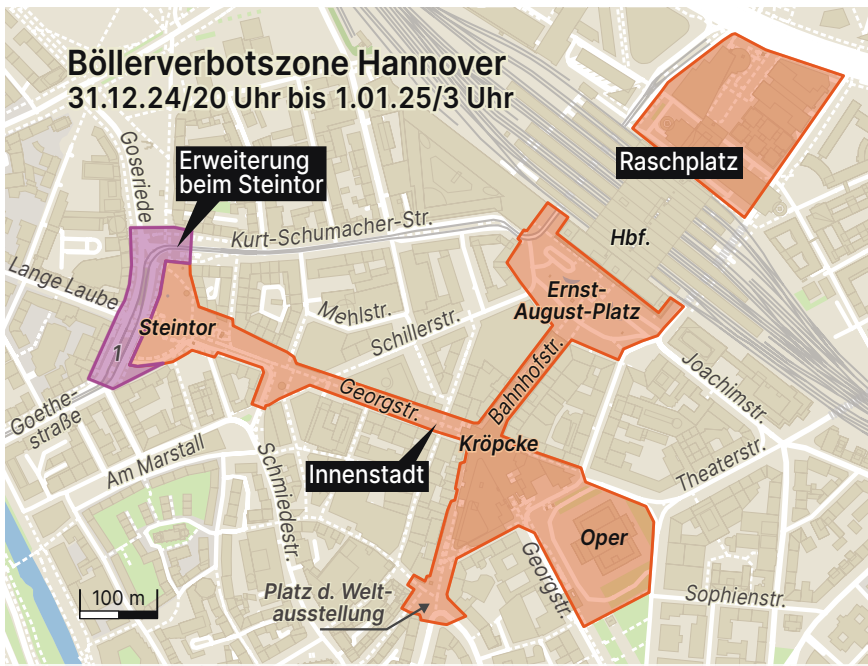 Böllerverbotszone Hannover
31.12.24/20 Uhr bis 1.01.25/3 Uhr
Goseriede
Erweiterung
beim Steintor
Raschplatz
Kurt-Schumacher-Str.
Hbf.
Lange Laube
Ernst-
August-Platz
Mehlstr.
Steintor
Schillerstr.
1
Bahnhofstr.
Joachimstr.
Georgstr.
Goethe-
straße
Kröpcke
Am Marstall
Innenstadt
Theaterstr.
Schmiedestr.
Oper
Georgstr.
100 m
Platz d. Welt-
ausstellung
Sophienstr.